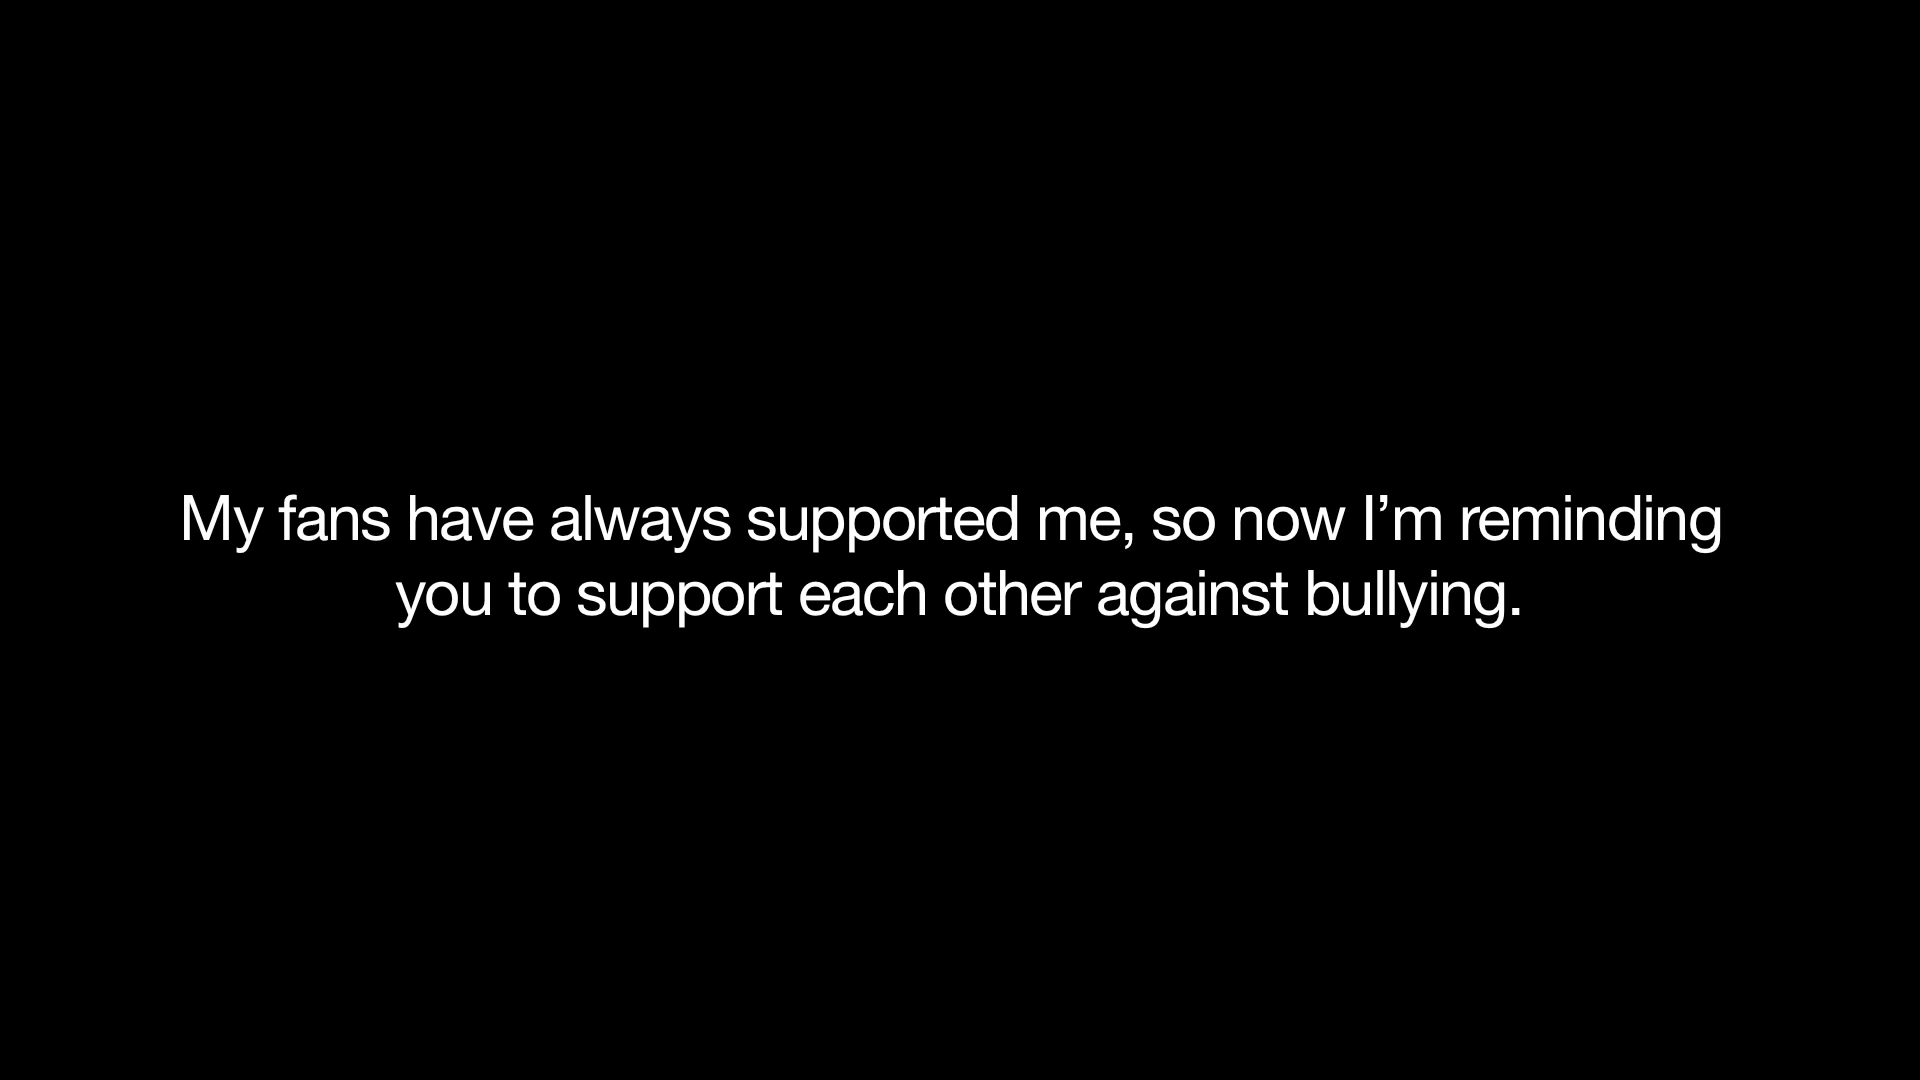 My fans have always supported me, so now I’m reminding
you to support each other against bullying.